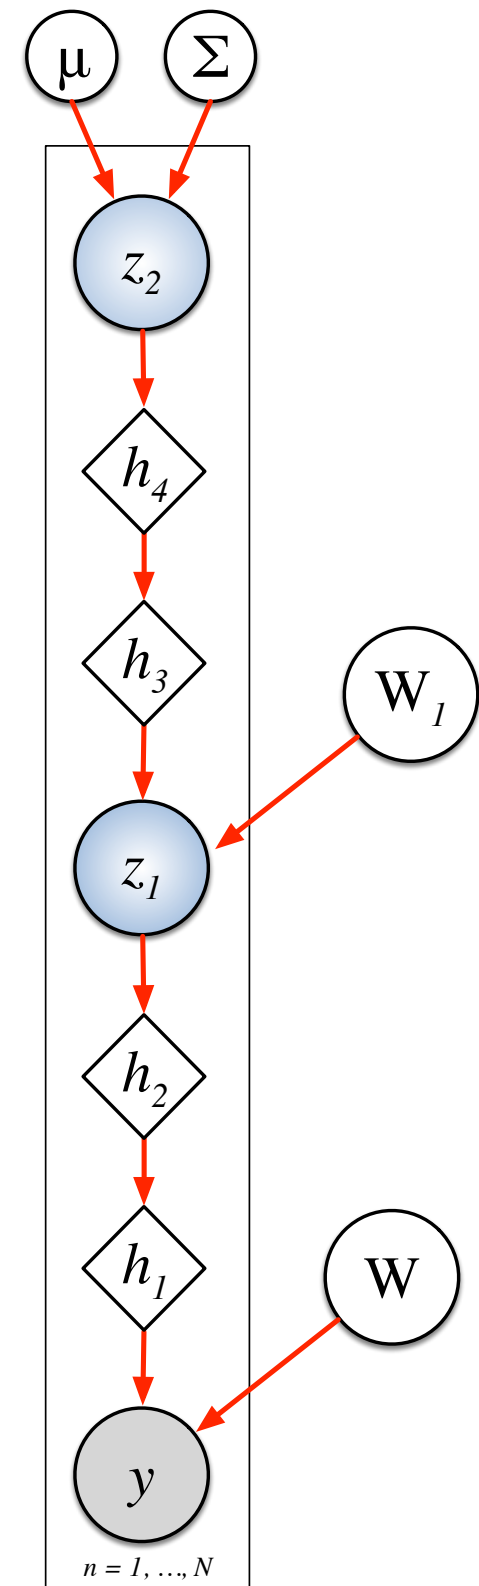 μ Σ
z₂
h₄
h₃
W₁
z₁
h₂
h₁
W
y
n = 1, …, N